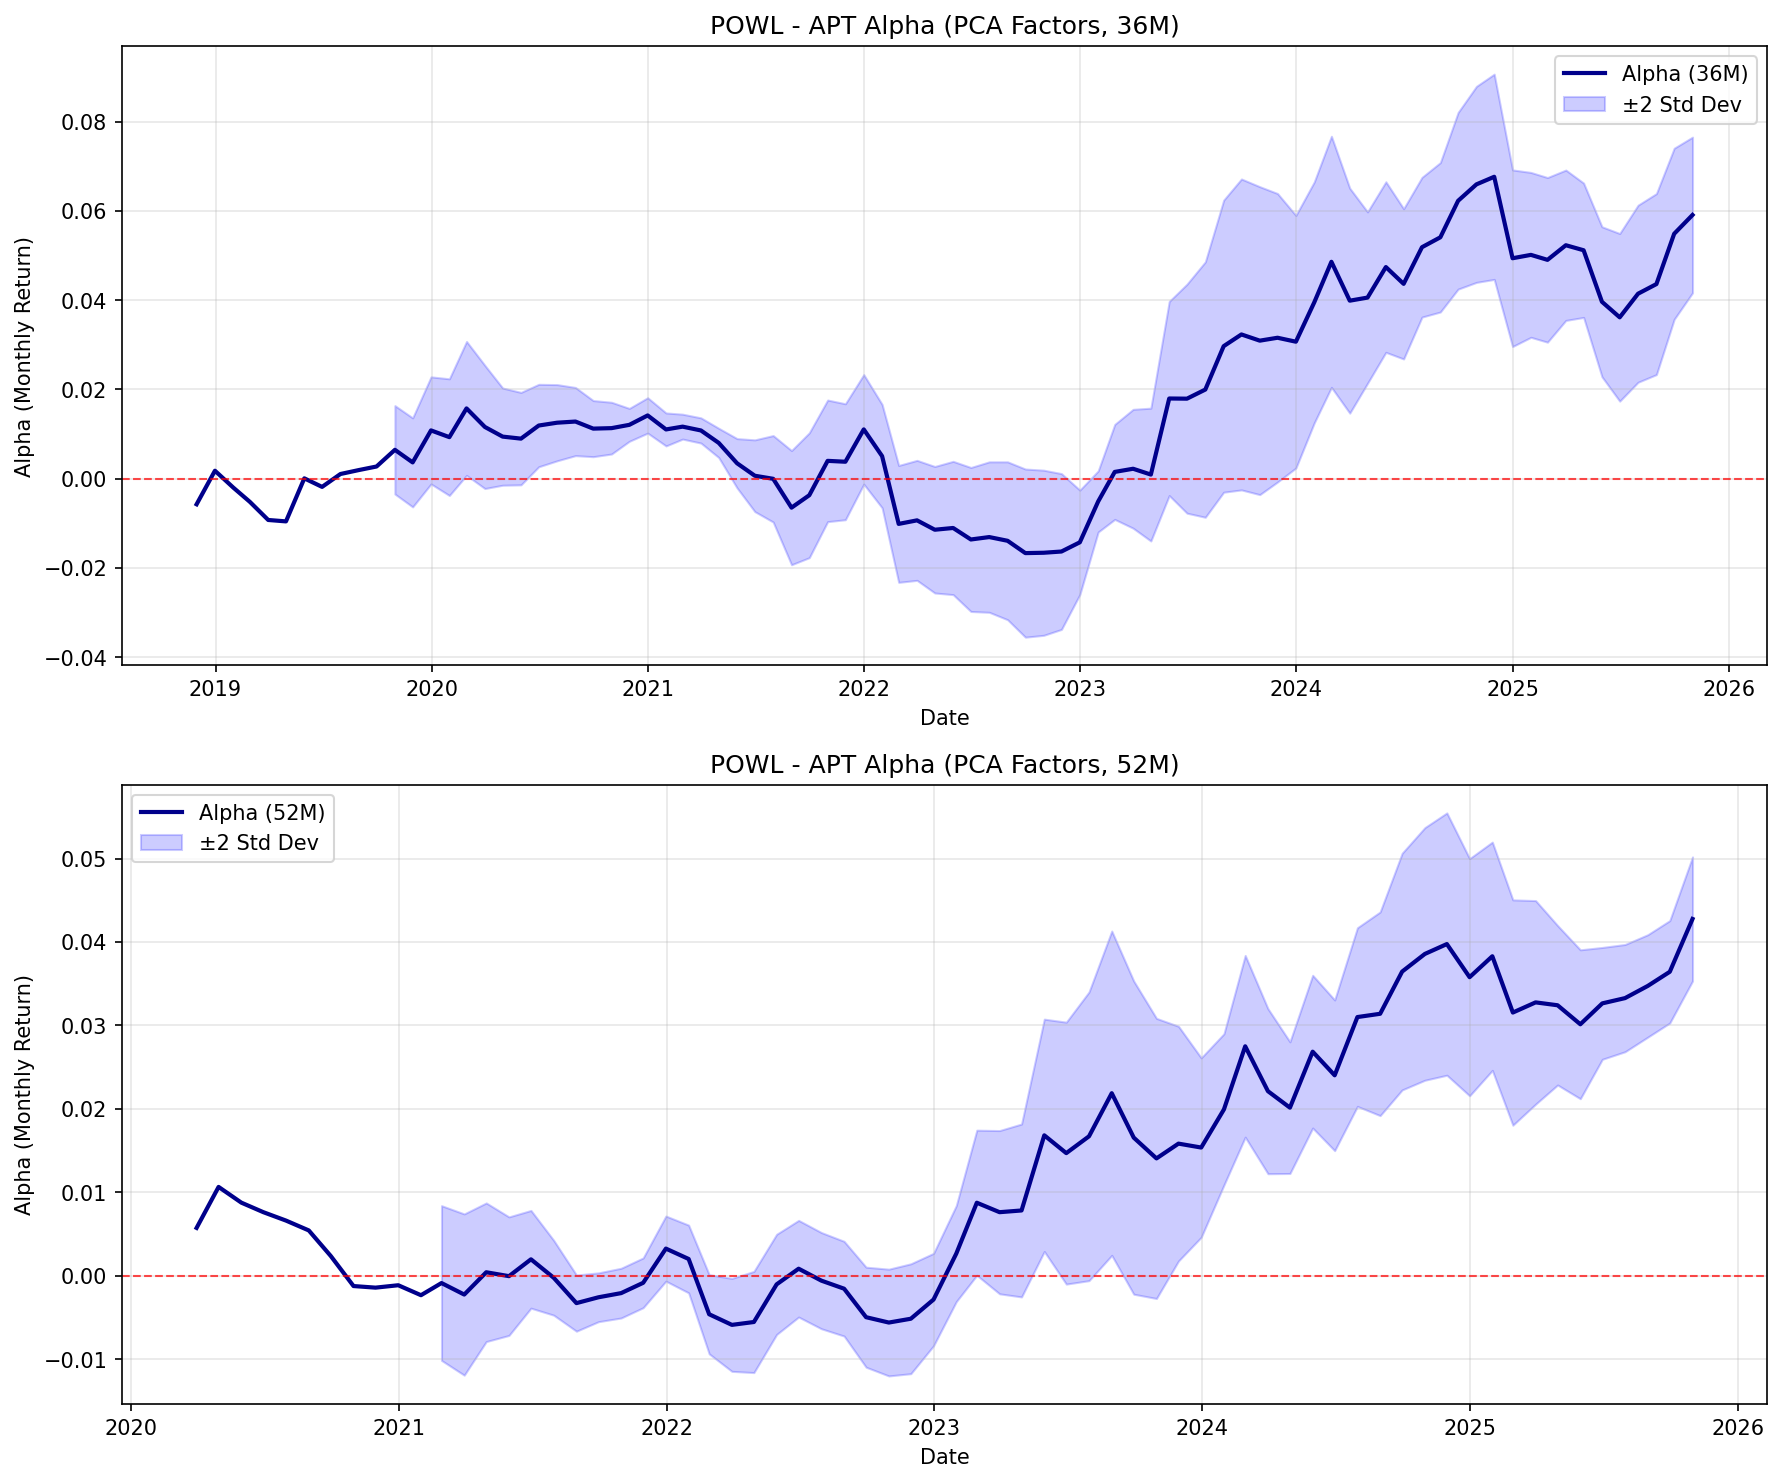 POWL - APT Alpha (PCA Factors, 36M)
Alpha (36M)
±2 Std Dev
Alpha (Monthly Return)
0.08
0.06
0.04
0.02
0.00
−0.02
−0.04
2019
2020
2021
2022
2023
2024
2025
2026
Date
POWL - APT Alpha (PCA Factors, 52M)
Alpha (52M)
±2 Std Dev
Alpha (Monthly Return)
0.05
0.04
0.03
0.02
0.01
0.00
−0.01
2020
2021
2022
2023
2024
2025
2026
Date